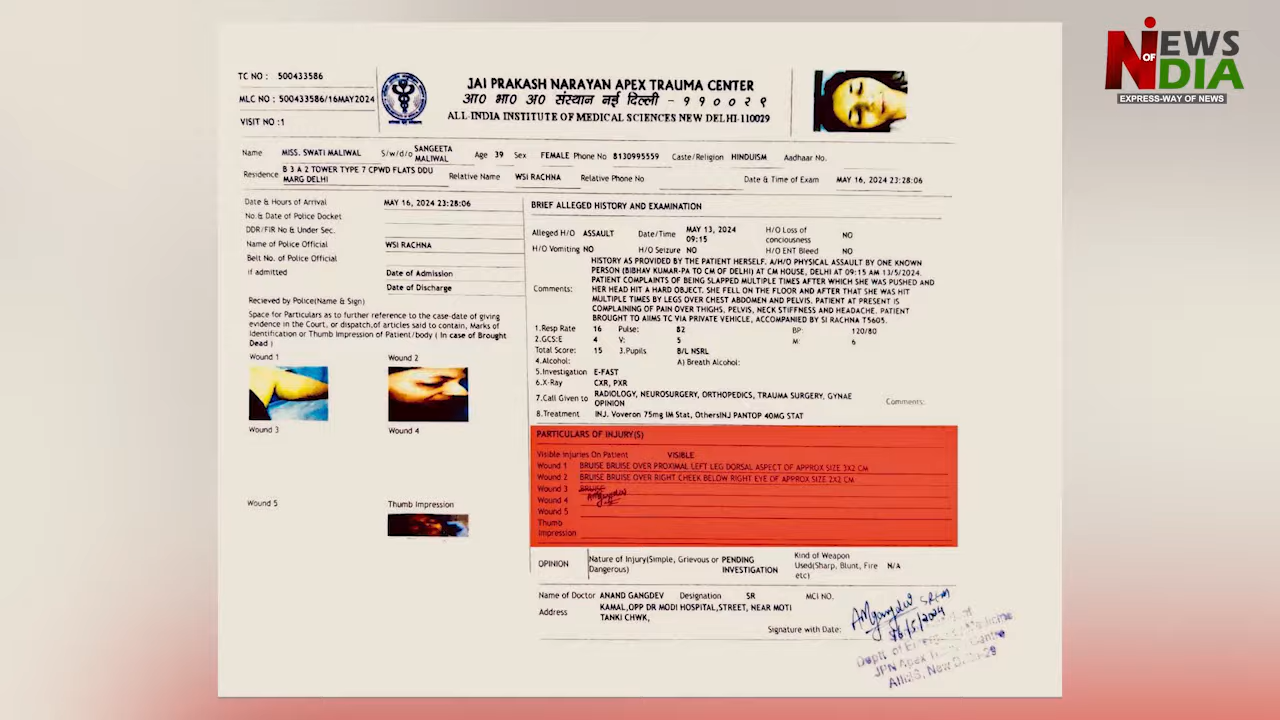 NEWS
OF
INDIA
EXPRESS-WAY OF NEWS
TC NO : 500433586
MLC NO : 500433586/16MAY2024
VISIT NO :1
JAI PRAKASH NARAYAN APEX TRAUMA CENTER
आ0 भा0 आ0 संस्थान नई दिल्ली - ११००२९
ALL-INDIA INSTITUTE OF MEDICAL SCIENCES NEW DELHI-110029
Name MISS. SWATI MALIWAL S/w/d/o SANGEETA MALIWAL Age 39 Sex FEMALE Phone No 8130995559 Caste/Religion HINDUISM Aadhaar No.
Residence B 3 A 2 TOWER TYPE 7 CPWD FLATS DDU MARG DELHI Relative Name WSI RACHNA Relative Phone No Date & Time of Exam MAY 16, 2024 23:28:06
Date & Hours of Arrival MAY 16, 2024 23:28:06
No & Date of Police Docket
DDR/FIR No & Under Sec.
Name of Police Official WSI RACHNA
Belt No. of Police Official
if admitted Date of Admission
Date of Discharge
Recieved by Police(Name & Sign)
Space for Particulars as to further reference to the case-date of giving
evidence in the Court, or dispatch,of articles said to contain, Marks of
Identification or Thumb Impression of Patient/body ( In case of Brought
Dead )
Wound 1 Wound 2
Wound 3 Wound 4
Wound 5 Thumb Impression
BRIEF ALLEGED HISTORY AND EXAMINATION
Alleged H/O ASSAULT Date/Time MAY 13, 2024 09:15 H/O Loss of conciousness NO
H/O Vomiting NO H/O Seizure NO H/O ENT Bleed NO
Comments: HISTORY AS PROVIDED BY THE PATIENT HERSELF. A/H/O PHYSICAL ASSAULT BY ONE KNOWN
PERSON (BIBHAV KUMAR-PA TO CM OF DELHI) AT CM HOUSE, DELHI AT 09:15 AM 13/5/2024.
PATIENT COMPLAINTS OF BEING SLAPPED MULTIPLE TIMES AFTER WHICH SHE WAS PUSHED AND
HER HEAD HIT A HARD OBJECT. SHE FELL ON THE FLOOR AND AFTER THAT SHE WAS HIT
MULTIPLE TIMES BY LEGS OVER CHEST ABDOMEN AND PELVIS. PATIENT AT PRESENT IS
COMPLAINING OF PAIN OVER THIGHS, PELVIS, NECK STIFFNESS AND HEADACHE. PATIENT
BROUGHT TO AIIMS TC VIA PRIVATE VEHICLE, ACCOMPANIED BY SI RACHNA T5605.
1.Resp Rate 16 Pulse: 82 BP: 120/80
2.GCS:E 4 V: 5 M: 6
Total Score: 15 3.Pupils B/L NSRL
4.Alcohol: A) Breath Alcohol:
5.Investigation E-FAST
6.X-Ray CXR, PXR
7.Call Given to RADIOLOGY, NEUROSURGERY, ORTHOPEDICS, TRAUMA SURGERY, GYNAE OPINION Comments:
8.Treatment INJ. Voveron 75mg IM Stat, OthersINJ PANTOP 40MG STAT
PARTICULARS OF INJURY(S)
Visible Injuries On Patient VISIBLE
Wound 1 BRUISE BRUISE OVER PROXIMAL LEFT LEG DORSAL ASPECT OF APPROX SIZE 3X2 CM
Wound 2 BRUISE BRUISE OVER RIGHT CHEEK BELOW RIGHT EYE OF APPROX SIZE 2X2 CM
Wound 3 BRUISE
Wound 4
Wound 5
Thumb
Impression
OPINION Nature of Injury(Simple, Grievous or Dangerous) PENDING INVESTIGATION Kind of Weapon Used(Sharp, Blunt, Fire etc) N/A
Name of Doctor ANAND GANGDEV Designation SR MCI NO.
Address KAMAL,OPP DR MODI HOSPITAL,STREET, NEAR MOTI
TANKI CHWK,
Signature with Date: 16/5/2024
JPN Apex Centre
AIIMS, New Delhi-29